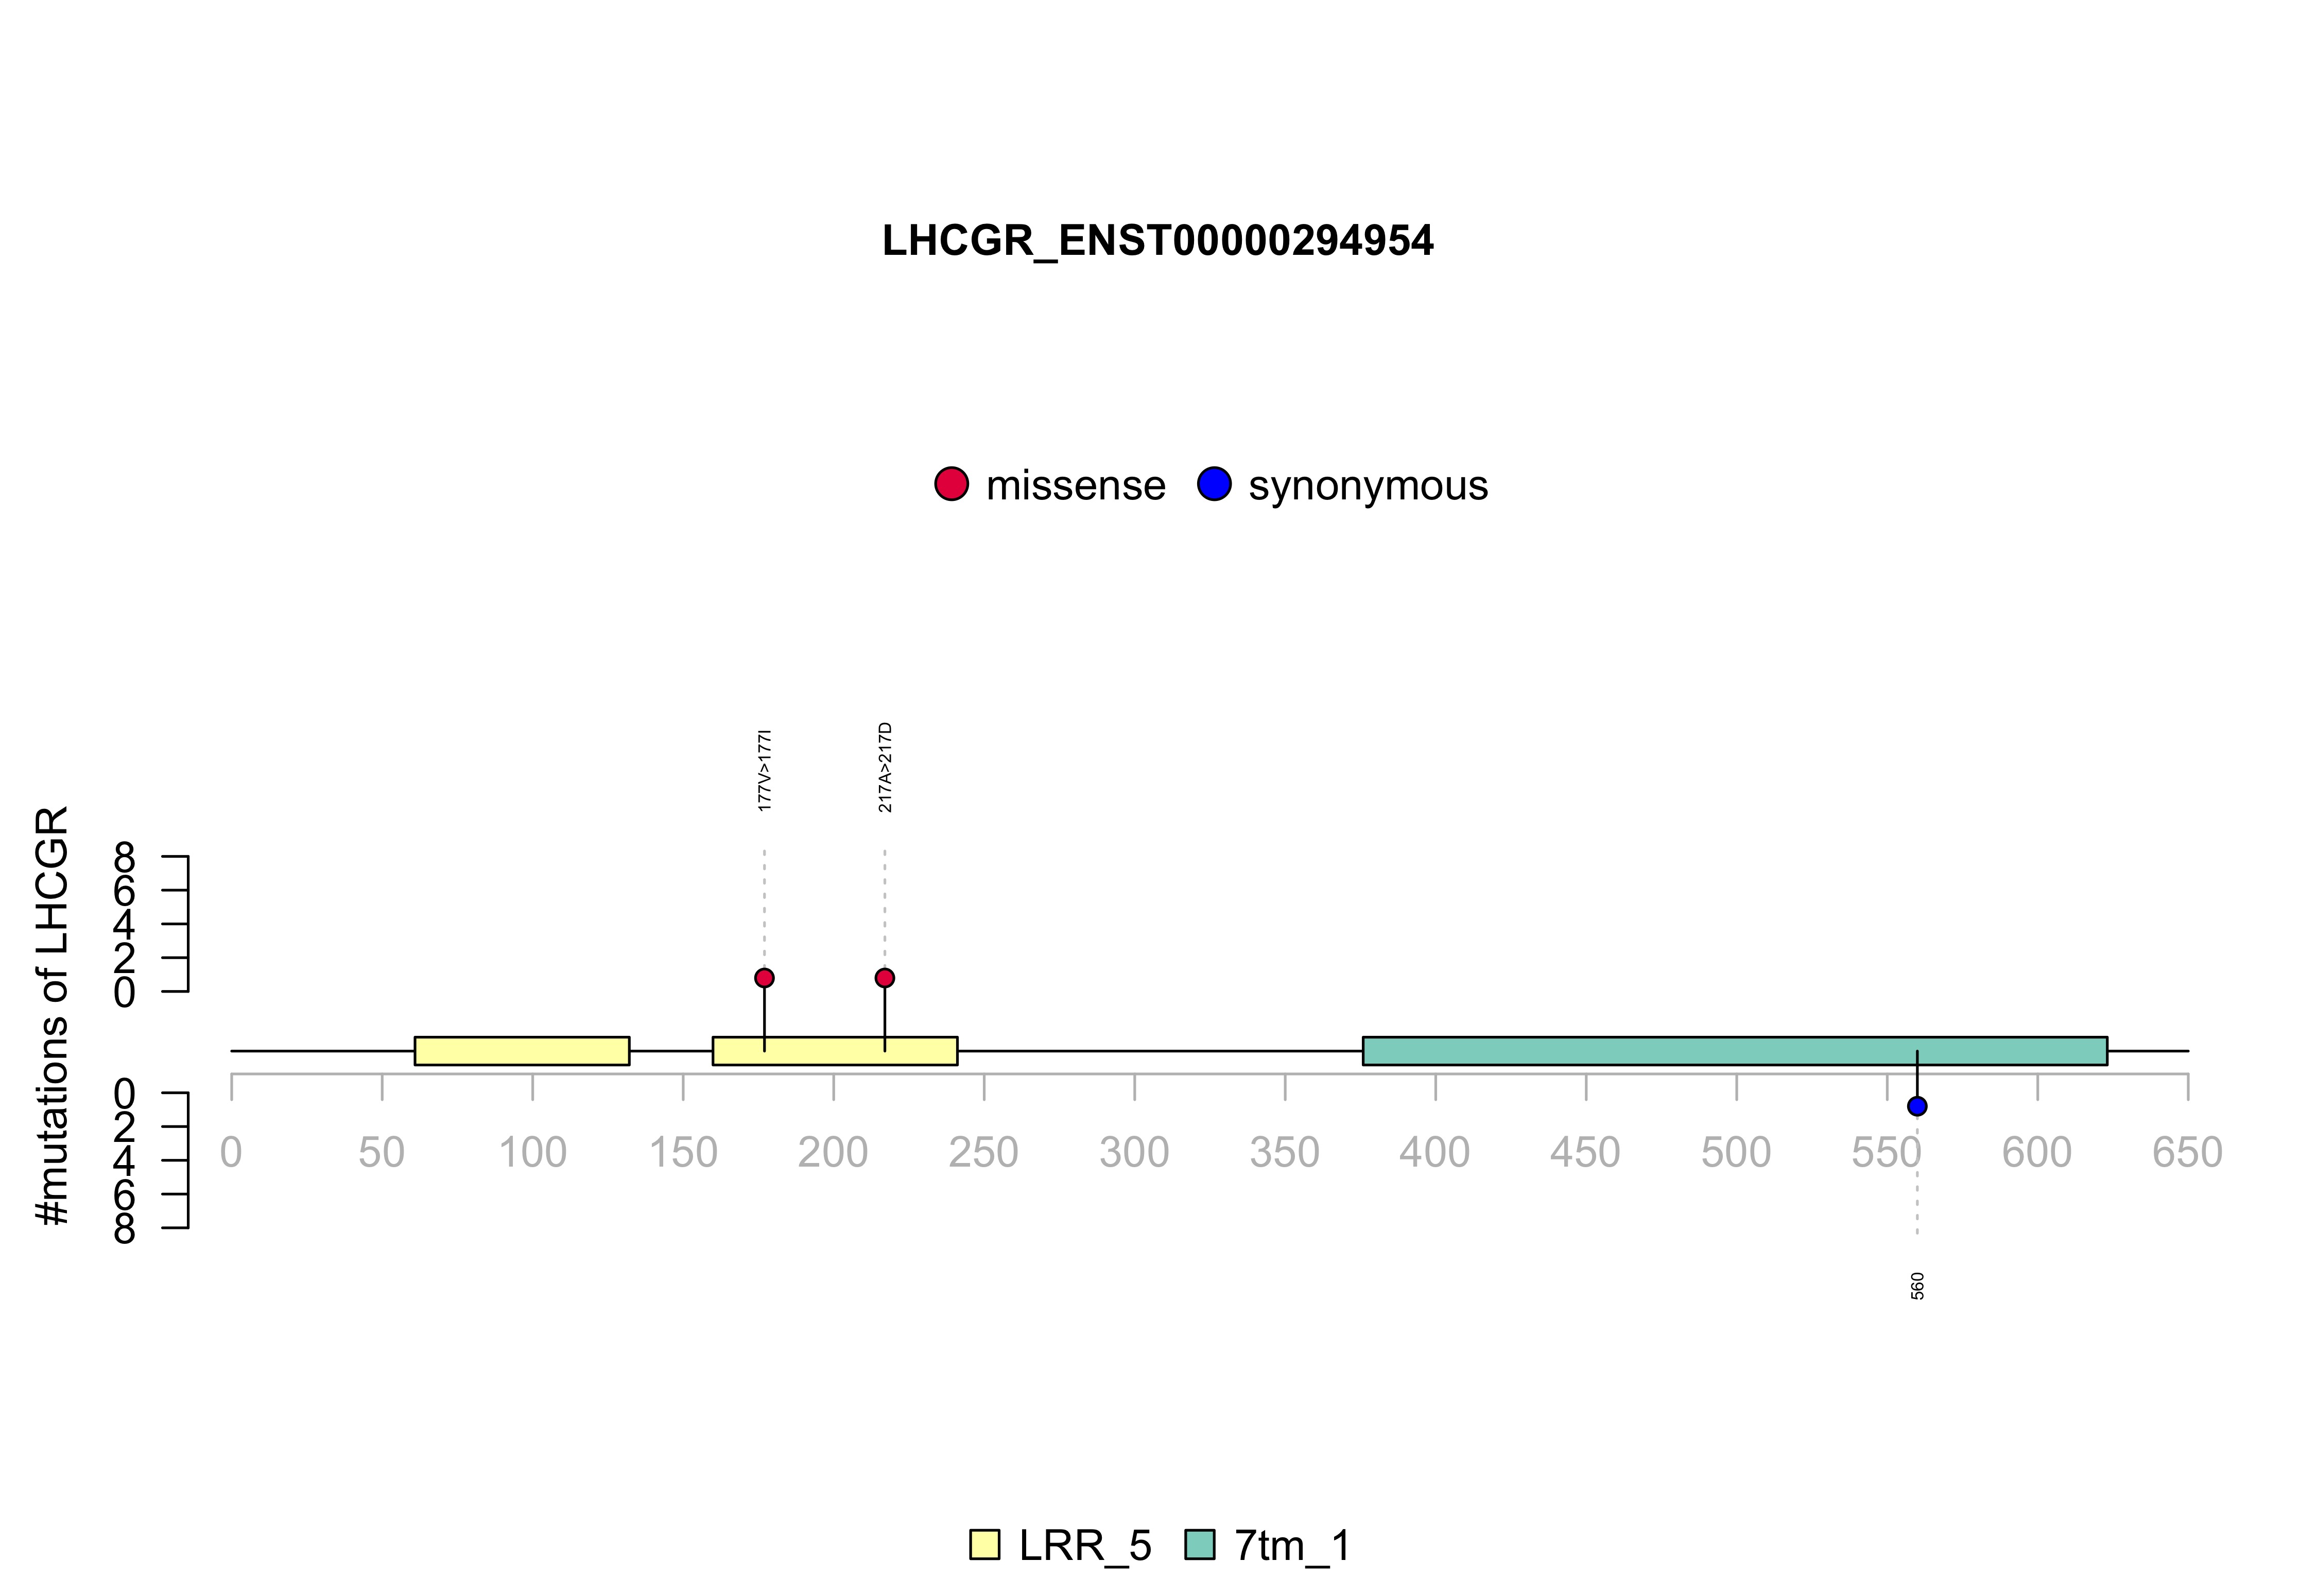 LHCGR_ENST00000294954
missense synonymous
177V>177I
217A>217D
#mutations of LHCGR
8
6
4
2
0
0
2
4
6
8
0 50 100 150 200 250 300 350 400 450 500 550 600 650
560
LRR_5 7tm_1